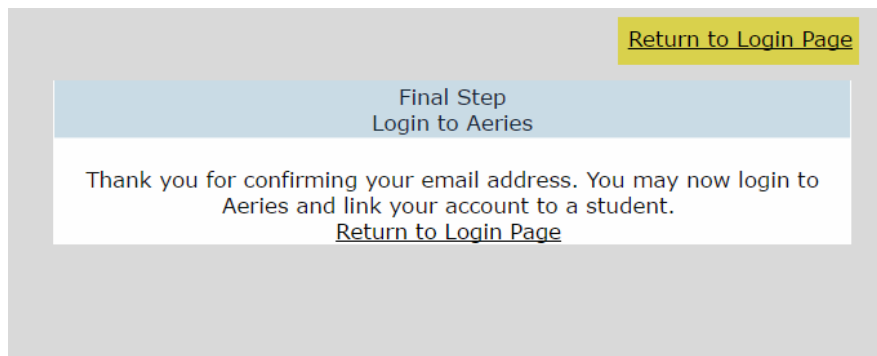 Return to Login Page
Final Step
Login to Aeries
Thank you for confirming your email address. You may now login to
Aeries and link your account to a student.
Return to Login Page